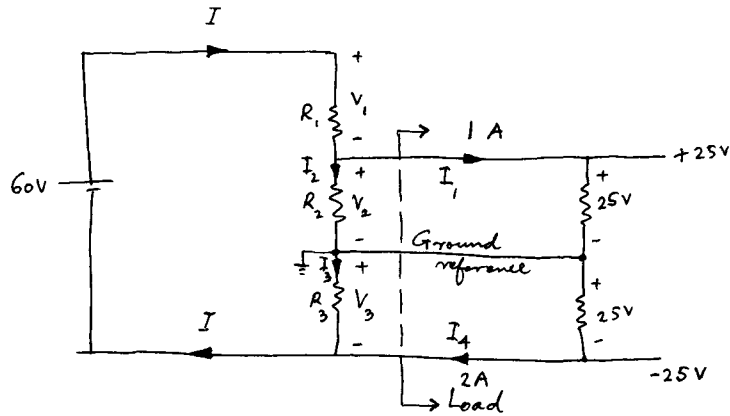 I
+
R₁ V₁
-
1 A
+25V
I₂ +
I₁
+
60V
R₂ V₂
25V
-
Ground
reference
-
I₃ +
+
R₃ V₃
25V
-
I₄
-
I
2A
-25V
Load